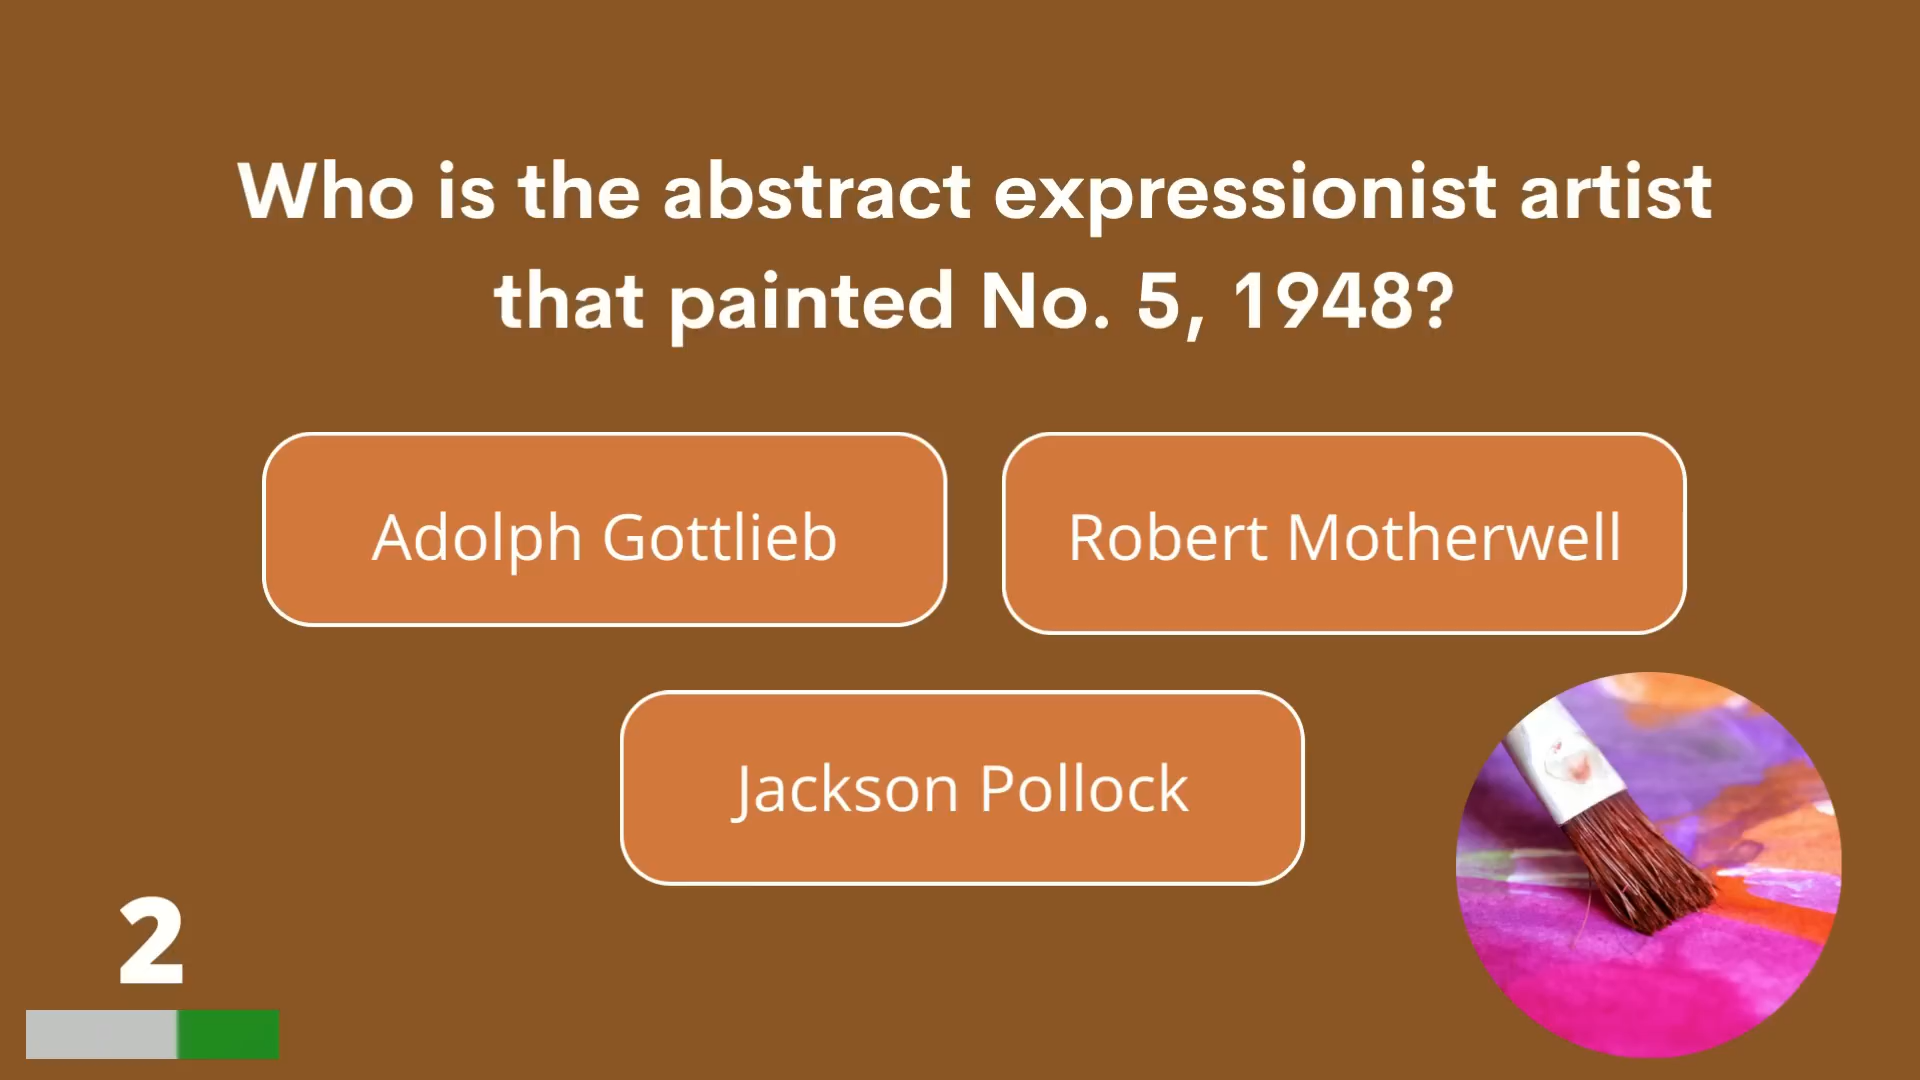 Who is the abstract expressionist artist
that painted No. 5, 1948?
Adolph Gottlieb
Robert Motherwell
Jackson Pollock
2